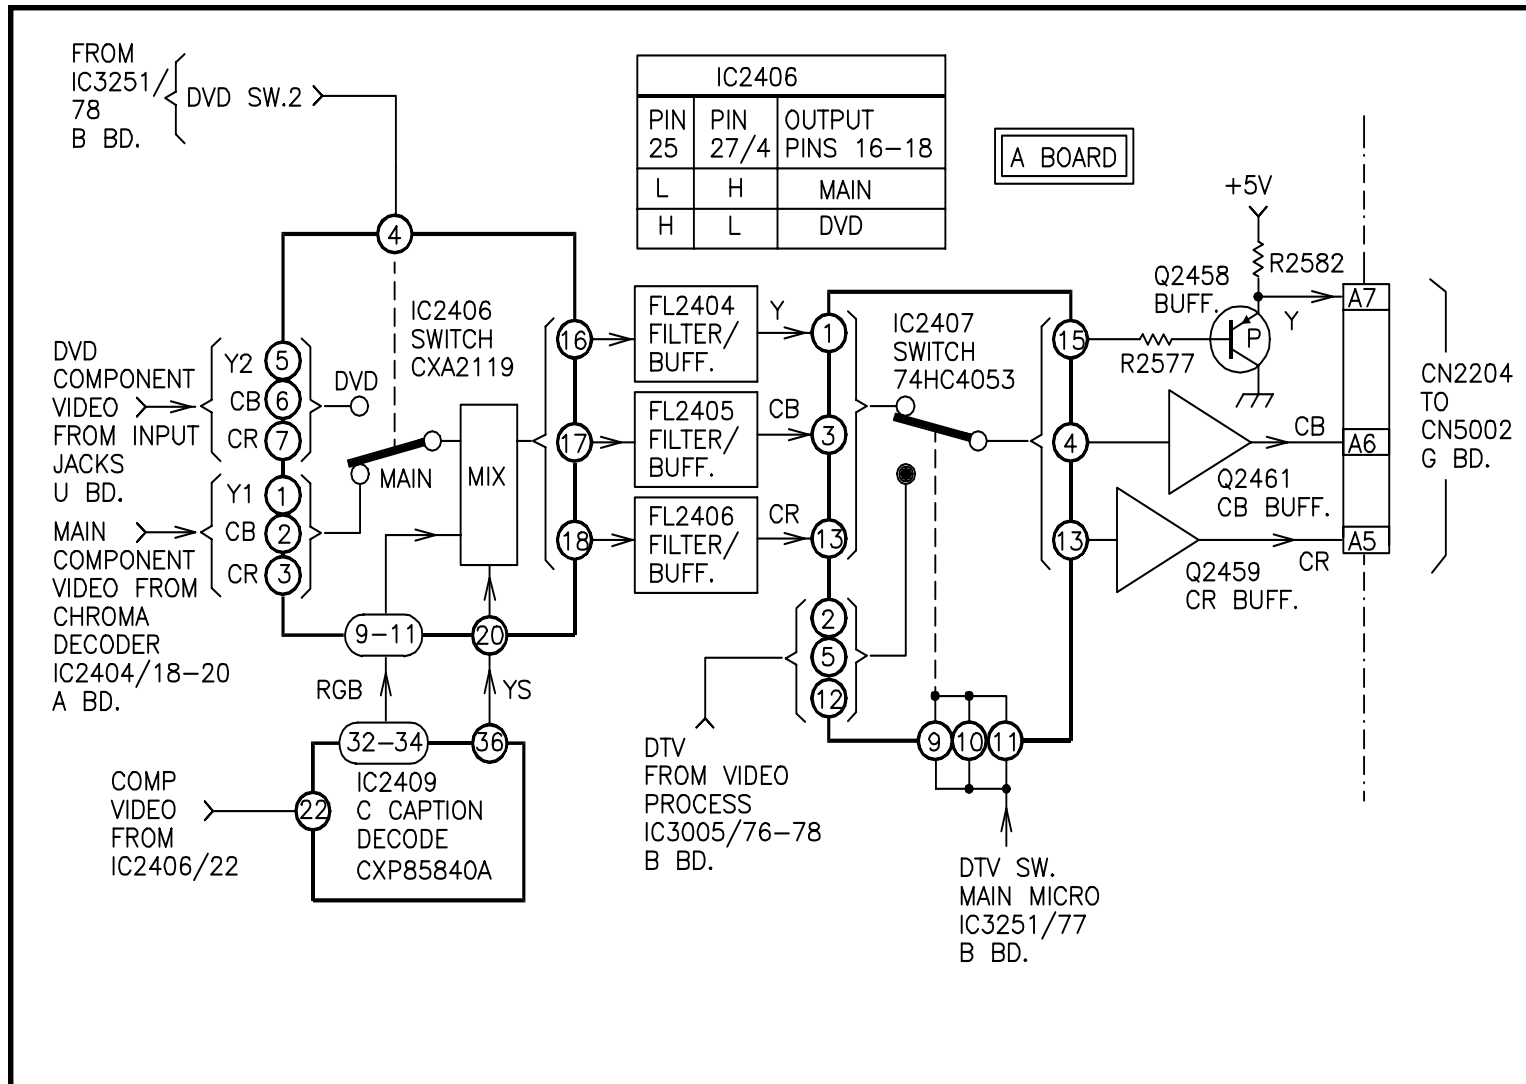 FROM
IC3251/
78
B BD.
DVD SW.2
IC2406
PIN 25
PIN 27/4
OUTPUT PINS 16-18
L H MAIN
H L DVD
A BOARD
+5V
R2582
Q2458
BUFF.
P
Y
A7
R2577
4
IC2406
SWITCH
CXA2119
DVD
COMPONENT
VIDEO
FROM INPUT
JACKS
U BD.
Y2 5
CB 6
CR 7
DVD
MAIN
COMPONENT
VIDEO FROM
CHROMA
DECODER
IC2404/18-20
A BD.
Y1 1
CB 2
CR 3
MAIN
MIX
16
17
18
9-11
20
RGB
YS
32-34
36
22
IC2409
C CAPTION
DECODE
CXP85840A
COMP
VIDEO
FROM
IC2406/22
FL2404
FILTER/
BUFF.
Y
FL2405
FILTER/
BUFF.
CB
FL2406
FILTER/
BUFF.
CR
1
3
13
2
5
12
IC2407
SWITCH
74HC4053
15
4
13
9
10
11
DTV
FROM VIDEO
PROCESS
IC3005/76-78
B BD.
DTV SW.
MAIN MICRO
IC3251/77
B BD.
CB
A6
Q2461
CB BUFF.
CR
A5
Q2459
CR BUFF.
CN2204
TO
CN5002
G BD.